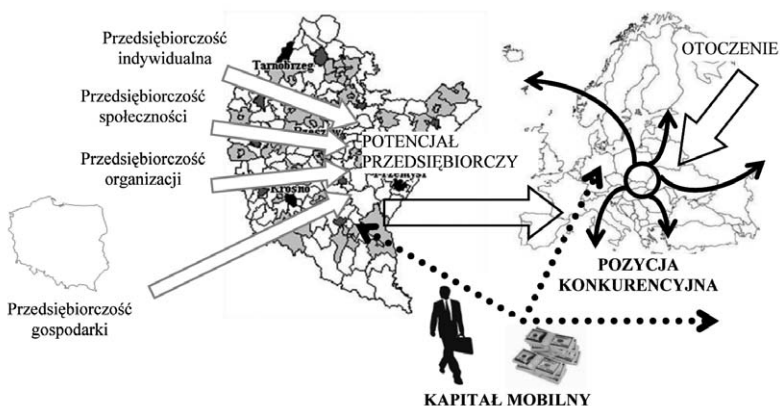 Przedsiębiorczość
indywidualna
Tarnobrzeg
Przedsiębiorczość
społeczności
POTENCJAŁ
PRZEDSIĘBIORCZY
Przedsiębiorczość
organizacji
Krosno
Przedsiębiorczość
gospodarki
OTOCZENIE
POZYCJA
KONKURENCYJNA
KAPITAŁ MOBILNY